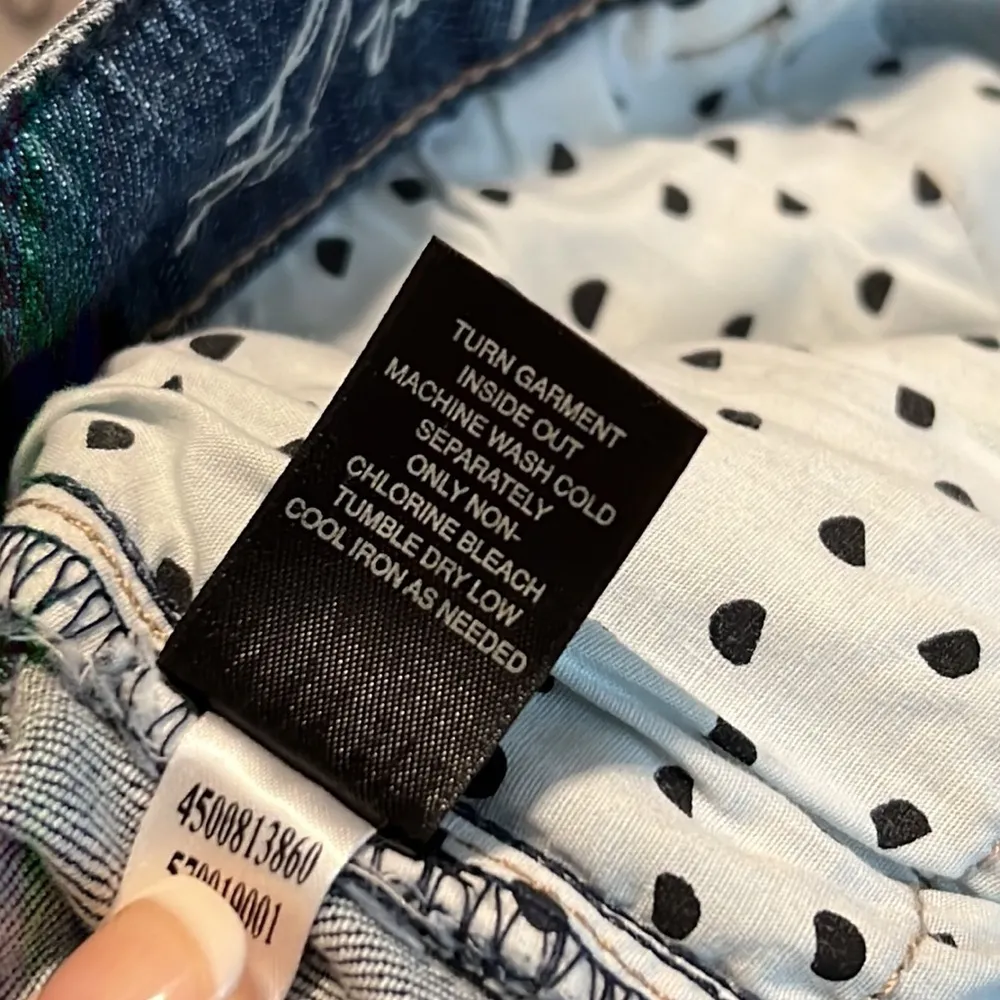 TURN GARMENT
INSIDE OUT
MACHINE WASH COLD
SEPARATELY
ONLY NON-
CHLORINE BLEACH
TUMBLE DRY LOW
COOL IRON AS NEEDED
4500813860